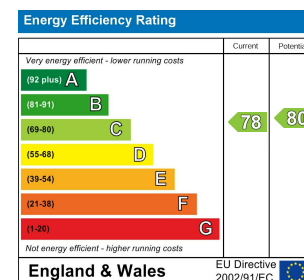 Energy Efficiency Rating
Current Potentia
Very energy efficient - lower running costs
(92 plus) A
(81-91) B
(69-80) C
(55-68) D
(39-54) E
(21-38) F
(1-20) G
78
80
Not energy efficient - higher running costs
England & Wales
EU Directive
2002/91/EC